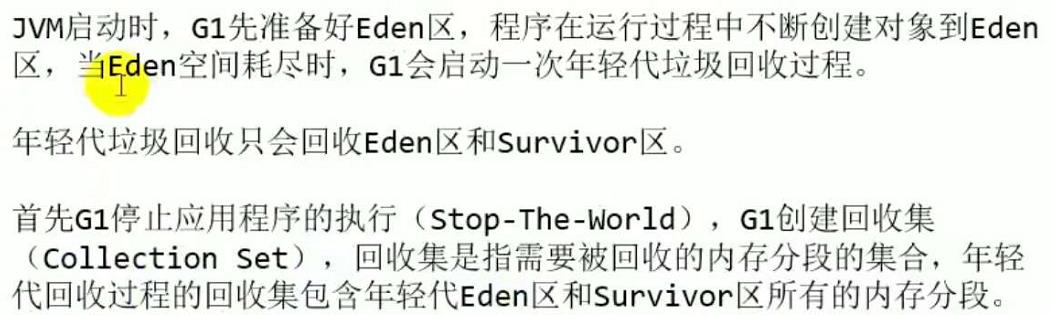 JVM启动时，G1先准备好Eden区，程序在运行过程中不断创建对象到Eden
区，当Eden空间耗尽时，G1会启动一次年轻代垃圾回收过程。
年轻代垃圾回收只会回收Eden区和Survivor区。
首先G1停止应用程序的执行（Stop-The-World），G1创建回收集
（Collection Set），回收集是指需要被回收的内存分段的集合，年轻
代回收过程的回收集包含年轻代Eden区和Survivor区所有的内存分段。